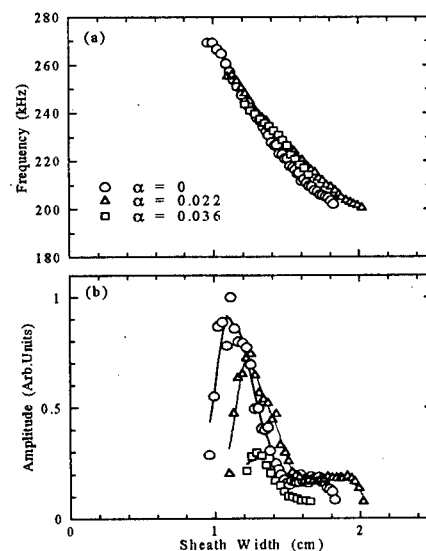 (a)
280
260
240
220
200
180
Frequency (kHz)
○ α = 0
△ α = 0.022
□ α = 0.036
(b)
1
0.5
0
Amplitude (Arb.Units)
0 1 2
Sheath Width (cm)